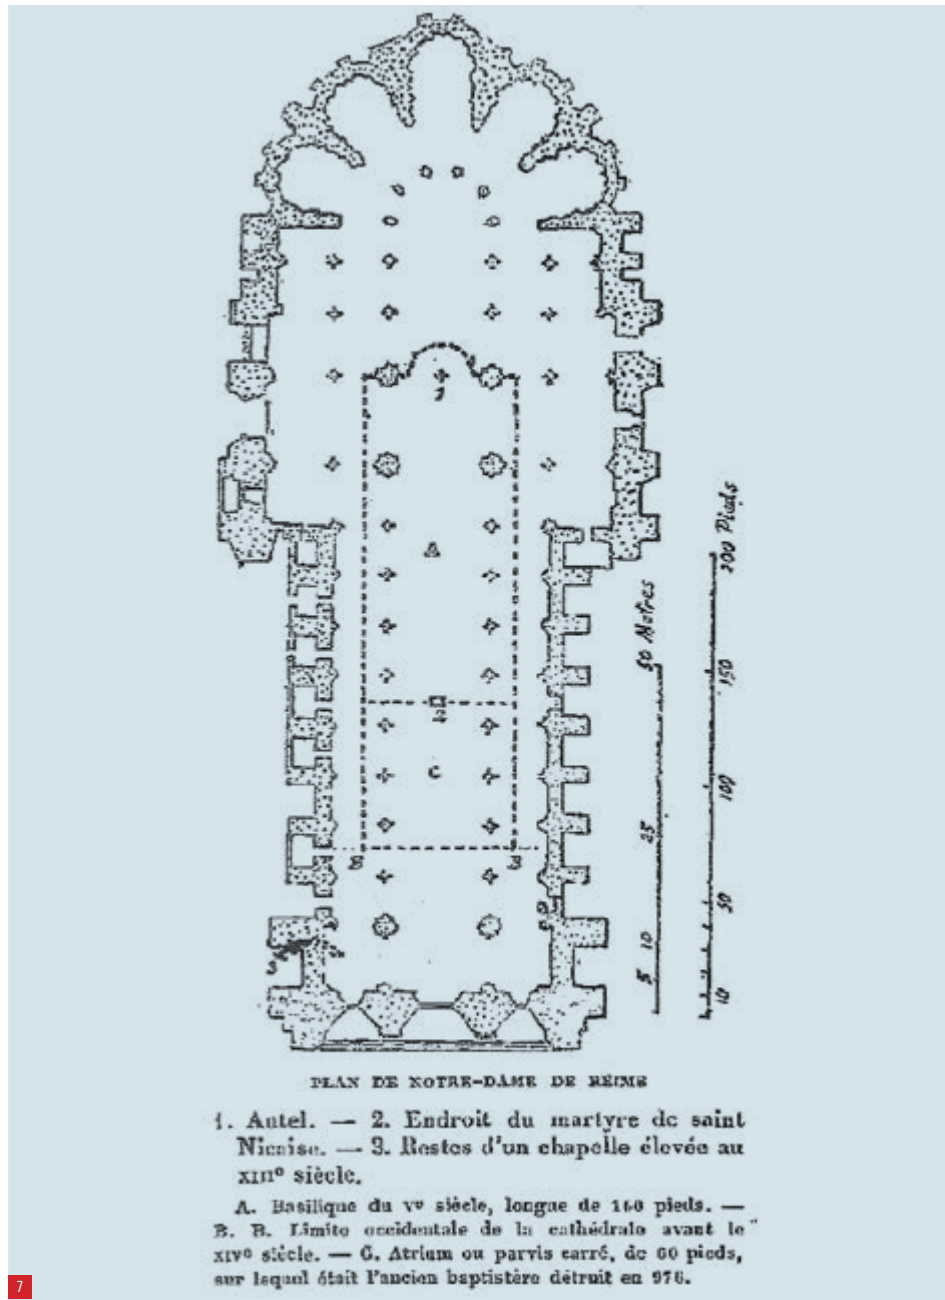 1
A
2
C
B
B
3
5
10
25
50 Mètres
10
50
100
150
200 Pieds
PLAN DE NOTRE-DAME DE REIMS
1. Autel. — 2. Endroit du martyre de saint
Nicaise. — 3. Restes d'un chapelle élevée au
XIIIe siècle.
A. Basilique du Ve siècle, longue de 160 pieds. —
B. B. Limite occidentale de la cathédrale avant le
XIVe siècle. — C. Atrium ou parvis carré, de 60 pieds,
sur lequel était l'ancien baptistère détruit en 976.
7